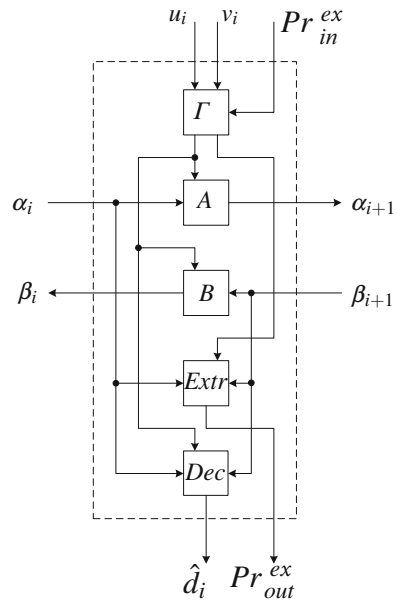 u_i v_i Pr_in^ex
Γ
α_i A α_{i+1}
β_i B β_{i+1}
Extr
Dec
d̂_i Pr_out^ex